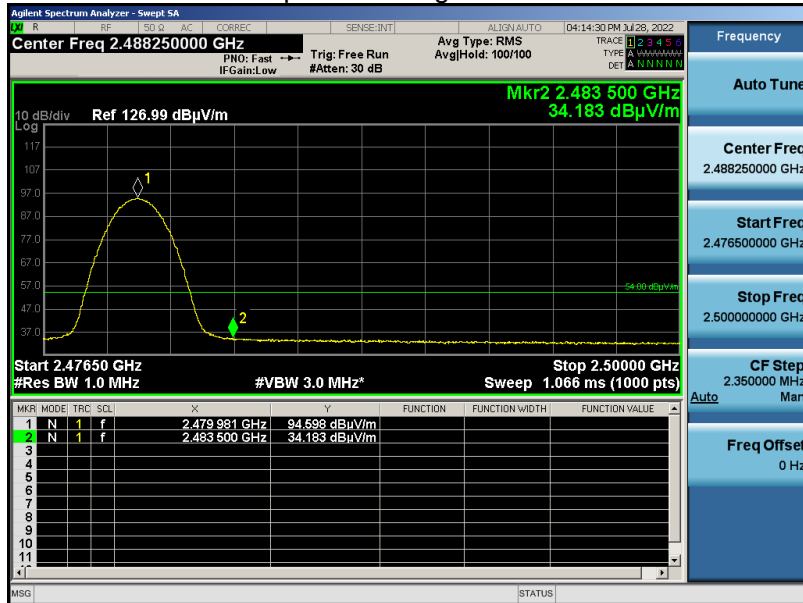 Agilent Spectrum Analyzer - Swept SA
LXI R RF 50 Ω AC CORREC SENSE:INT ALIGN AUTO 04:14:30 PM Jul 28, 2022
Center Freq 2.488250000 GHz
PNO: Fast
IFGain:Low
Trig: Free Run
#Atten: 30 dB
Avg Type: RMS
Avg|Hold: 100/100
TRACE 1 2 3 4 5 6
TYPE A
DET A N N N N N
Mkr2 2.483 500 GHz
34.183 dBµV/m
10 dB/div Ref 126.99 dBµV/m
Log
117
107
97.0
87.0
77.0
67.0
57.0
47.0
37.0
1
2
54.00 dBµV/m
Start 2.47650 GHz Stop 2.50000 GHz
#Res BW 1.0 MHz #VBW 3.0 MHz* Sweep 1.066 ms (1000 pts)
MKR MODE TRC SCL X Y FUNCTION FUNCTION WIDTH FUNCTION VALUE
1 N 1 f 2.479 981 GHz 94.598 dBµV/m
2 N 1 f 2.483 500 GHz 34.183 dBµV/m
3
4
5
6
7
8
9
10
11
MSG STATUS
Frequency
Auto Tune
Center Freq
2.488250000 GHz
Start Freq
2.476500000 GHz
Stop Freq
2.500000000 GHz
CF Step
2.350000 MHz
Auto Man
Freq Offset
0 Hz